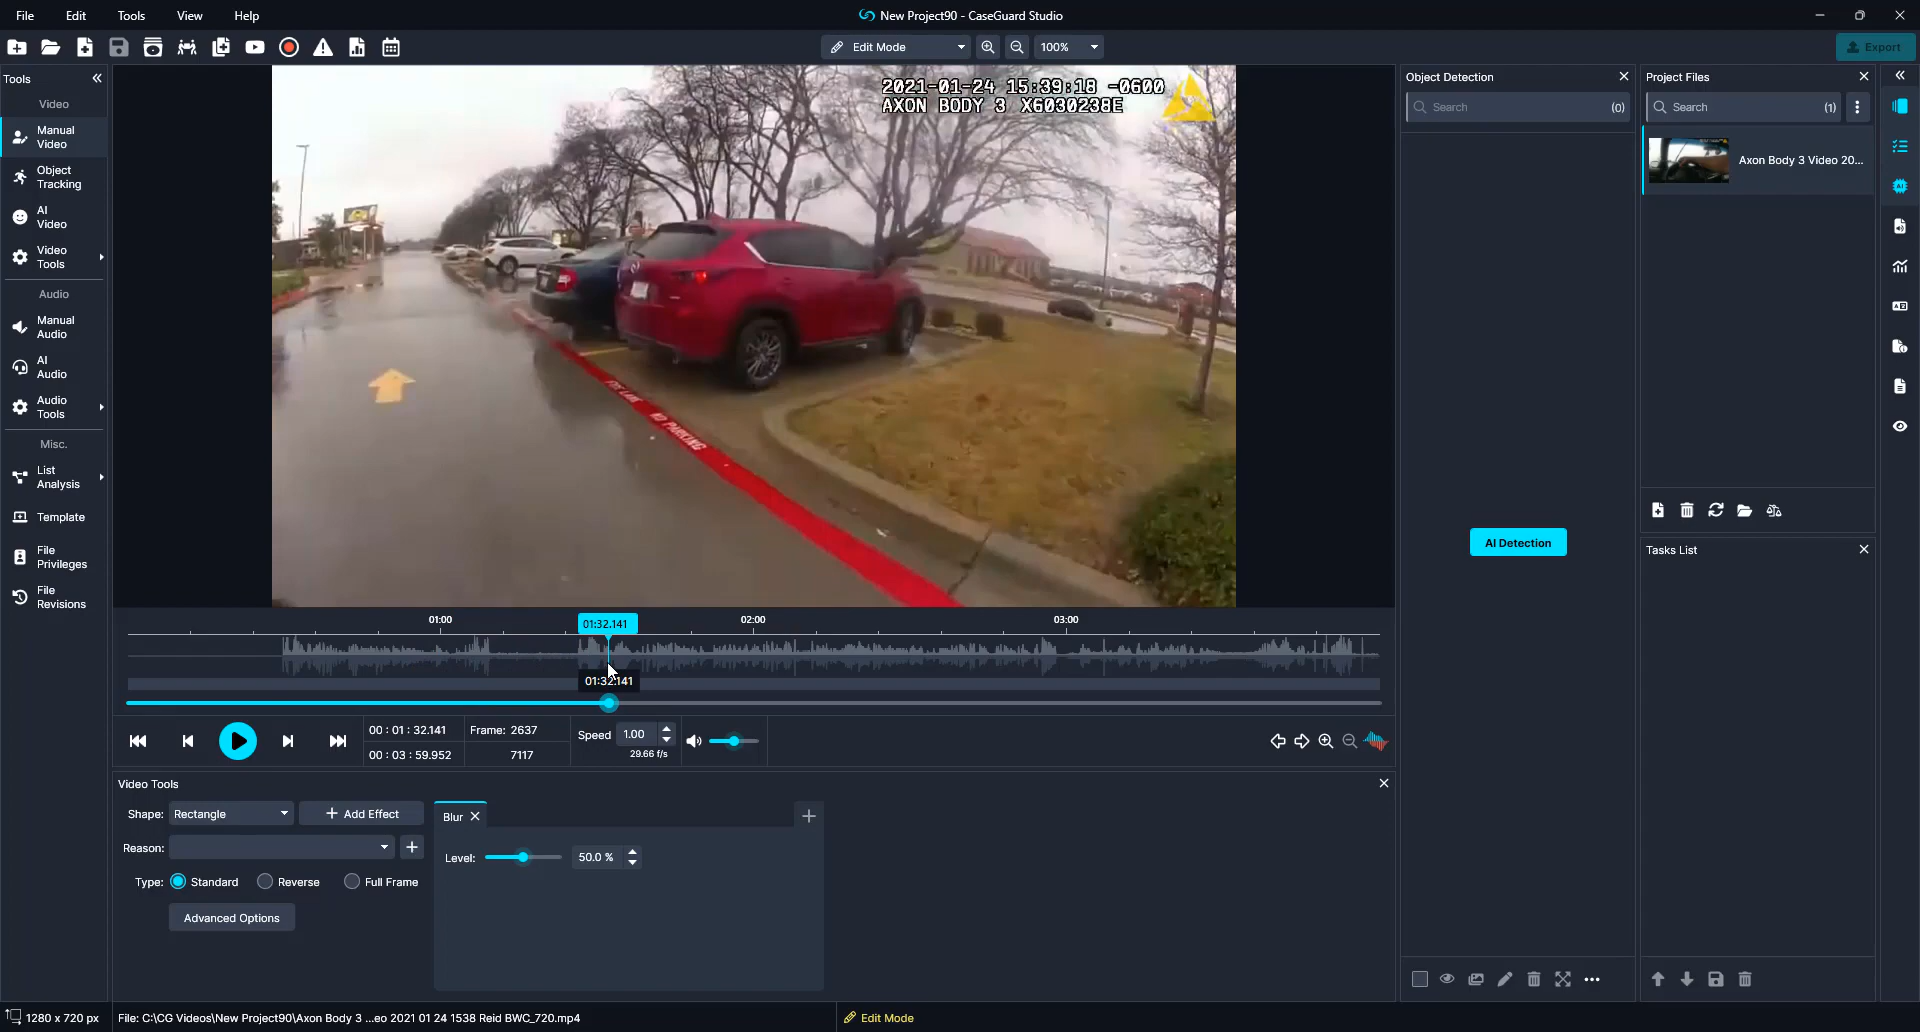 File Edit Tools View Help
New Project90 - CaseGuard Studio
Edit Mode 100%
Export
Tools
Video
Manual
Video
Object
Tracking
AI
Video
Video
Tools
Audio
Manual
Audio
AI
Audio
Audio
Tools
Misc.
List
Analysis
Template
File
Privileges
File
Revisions
2021-01-24 15:39:18 -0600
AXON BODY 3 X6030238E
FIRE LANE NO PARKING
01:00 01:32.141 02:00 03:00
01:32.141
00 : 01 : 32.141 Frame: 2637
00 : 03 : 59.952 7117
Speed 1.00
29.66 f/s
Video Tools
Shape: Rectangle
Add Effect
Reason:
Type: Standard Reverse Full Frame
Advanced Options
Blur
Level: 50.0 %
Object Detection
Search (0)
AI Detection
Project Files
Search (1)
Axon Body 3 Video 20...
Tasks List
AI
1280 x 720 px
File: C:\CG Videos\New Project90\Axon Body 3 ...eo 2021 01 24 1538 Reid BWC_720.mp4
Edit Mode